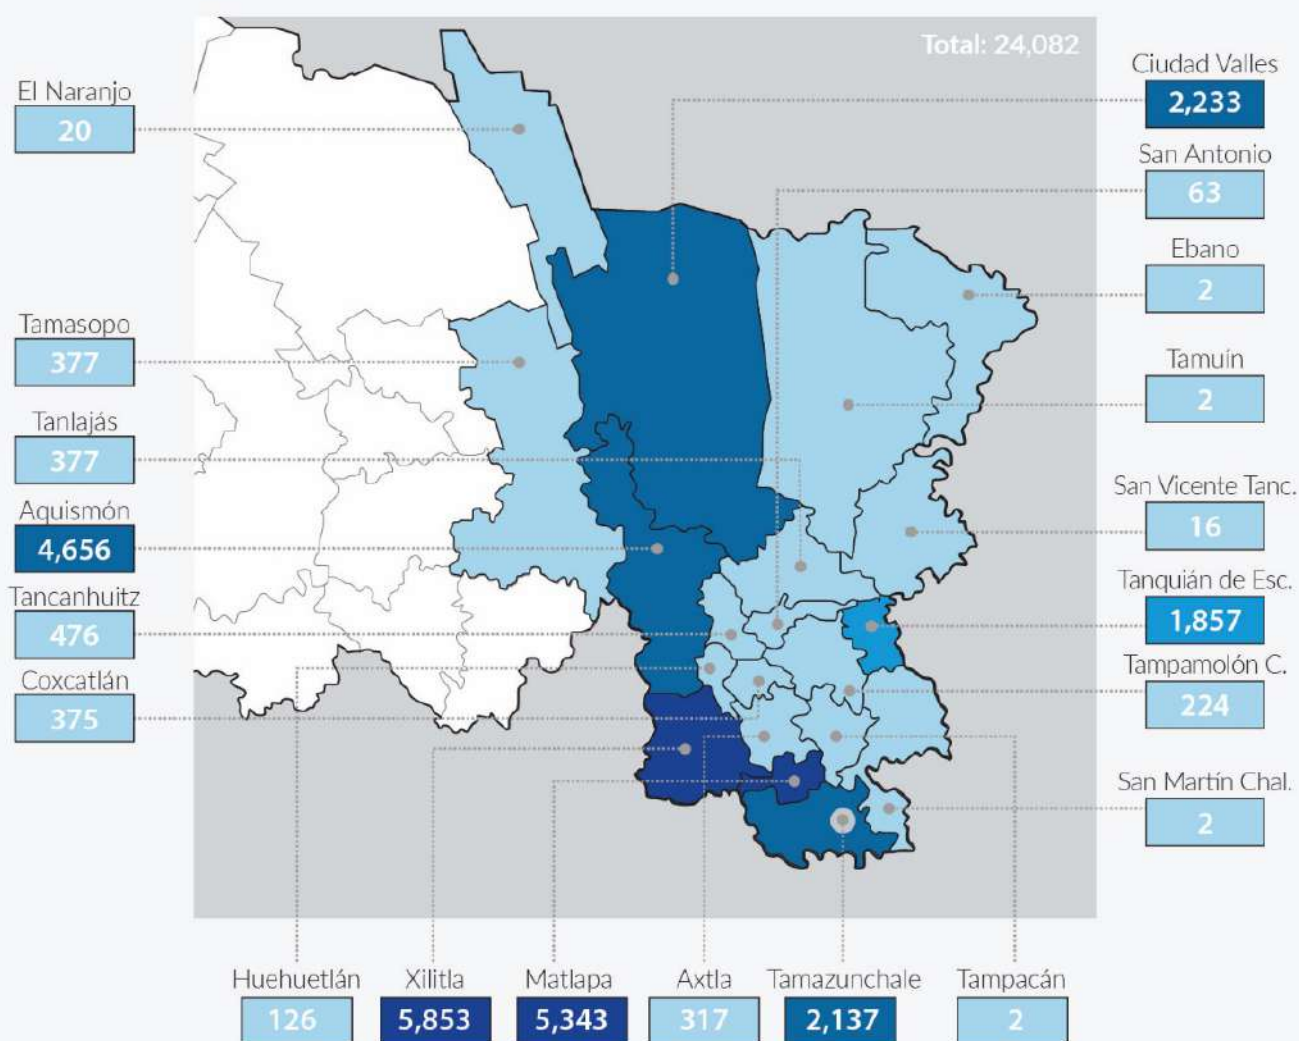 Total: 24,082
El Naranjo
20
Tamasopo
377
Tanlajás
377
Aquismón
4,656
Tancanhuitz
476
Coxcatlán
375
Ciudad Valles
2,233
San Antonio
63
Ebano
2
Tamuín
2
San Vicente Tanc.
16
Tanquián de Esc.
1,857
Tampamolón C.
224
San Martín Chal.
2
Huehuetlán
126
Xilitla
5,853
Matlapa
5,343
Axtla
317
Tamazunchale
2,137
Tampacán
2